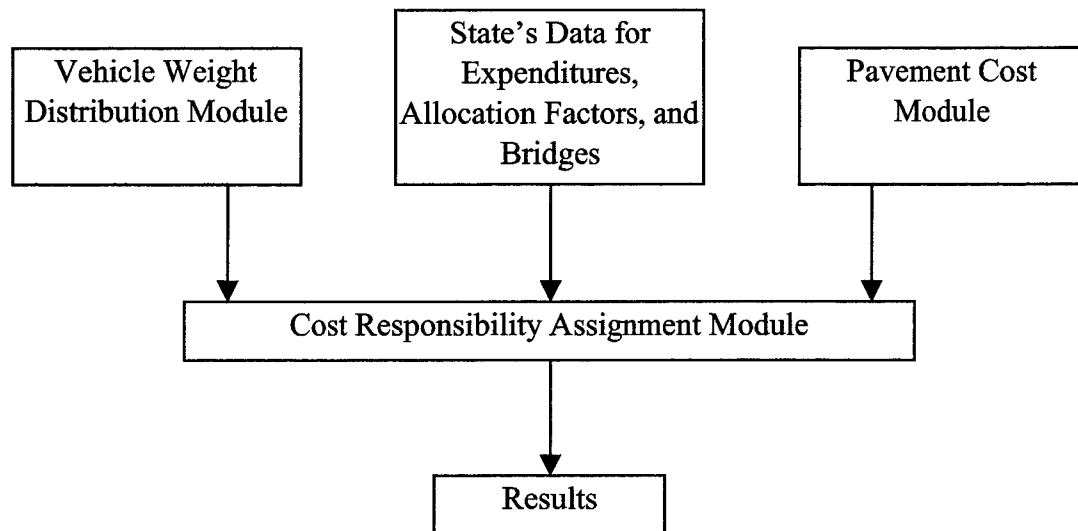 Vehicle Weight
Distribution Module
State's Data for
Expenditures,
Allocation Factors, and
Bridges
Pavement Cost
Module
Cost Responsibility Assignment Module
Results